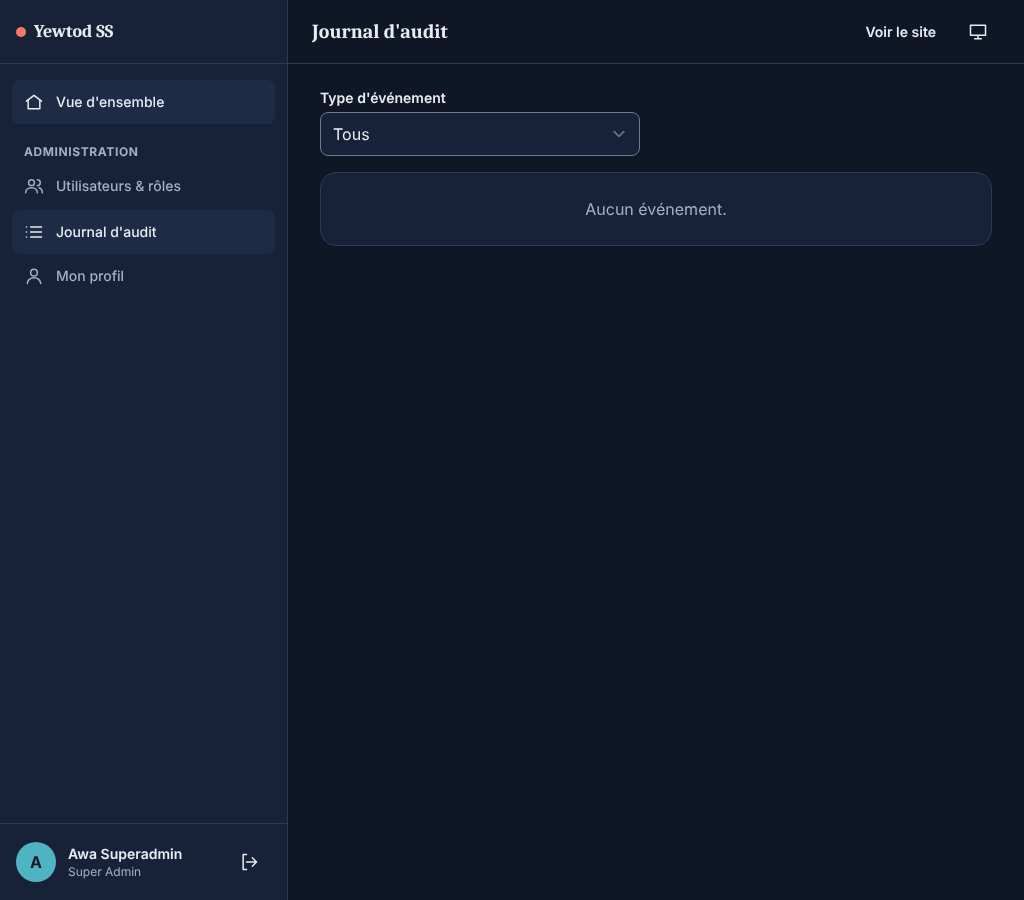 Yewtod SS
Journal d'audit
Voir le site
Vue d'ensemble
ADMINISTRATION
Utilisateurs & rôles
Journal d'audit
Mon profil
Type d'événement
Tous
Aucun événement.
A
Awa Superadmin
Super Admin